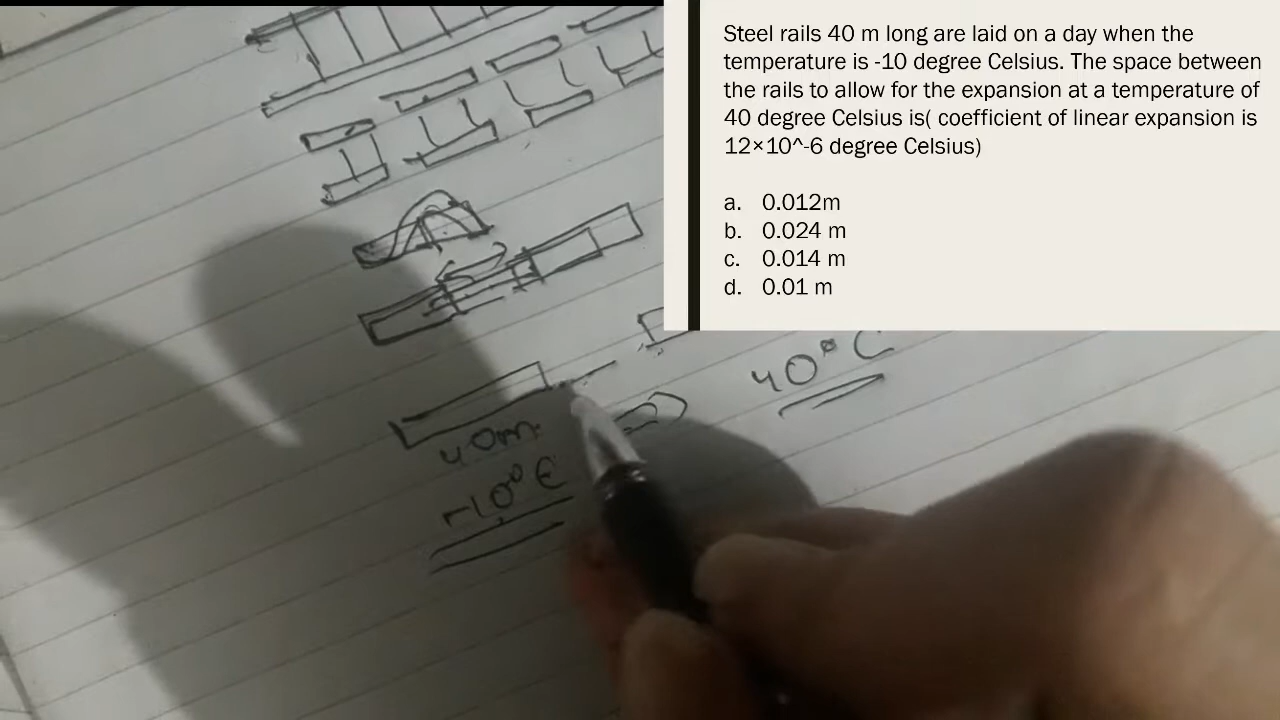 Steel rails 40 m long are laid on a day when the
temperature is -10 degree Celsius. The space between
the rails to allow for the expansion at a temperature of
40 degree Celsius is( coefficient of linear expansion is
12×10^-6 degree Celsius)
a. 0.012m
b. 0.024 m
c. 0.014 m
d. 0.01 m
40°C
40m
-10°C